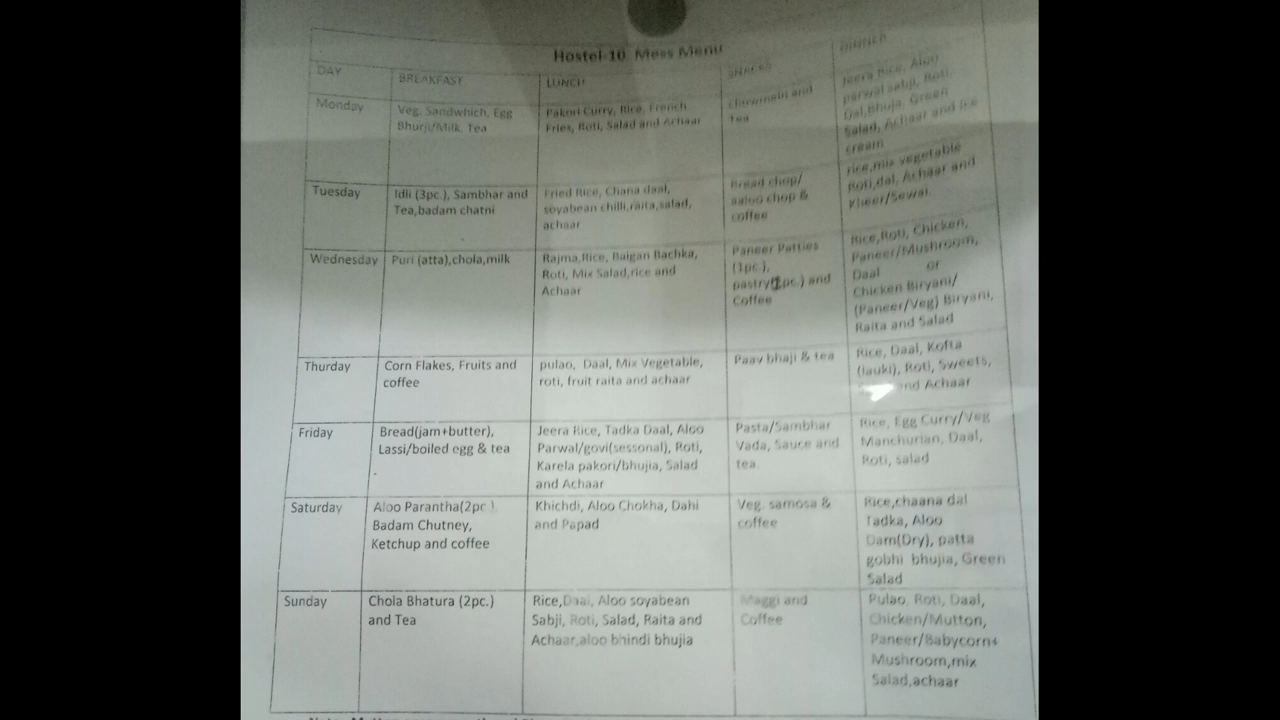 Hostel-10 Mess Menu
DAY
BREAKFAST
LUNCH
SNACKS
DINNER
Monday
Veg. Sandwhich, Egg
Bhurji/Milk, Tea
Pakori Curry, Rice, French
Fries, Roti, Salad and Achaar
Chowmein and
Tea
Jeera Rice, Aloo
parwal sabji, Roti,
Dal,Bhuja, Green
Salad, Achaar and ice
cream
Tuesday
Idli (3pc.), Sambhar and
Tea,badam chatni
Fried Rice, Chana daal,
soyabean chilli,raita,salad,
achaar
Bread chop/
aaloo chop &
coffee
rice,mix vegetable
Roti,dal, Achaar and
Kheer/Sewai
Wednesday
Puri (atta),chola,milk
Rajma,Rice, Baigan Bachka,
Roti, Mix Salad,rice and
Achaar
Paneer Patties
(1pc.),
pastry(1pc.) and
Coffee
Rice,Roti, Chicken,
Paneer/Mushroom,
Daal or
Chicken Biryani/
(Paneer/Veg) Biryani,
Raita and Salad
Thurday
Corn Flakes, Fruits and
coffee
pulao, Daal, Mix Vegetable,
roti, fruit raita and achaar
Paav bhaji & tea
Rice, Daal, Kofta
(lauki), Roti, Sweets,
and Achaar
Friday
Bread(jam+butter),
Lassi/boiled egg & tea
Jeera Rice, Tadka Daal, Aloo
Parwal/govi(sessonal), Roti,
Karela pakori/bhujia, Salad
and Achaar
Pasta/Sambhar
Vada, Sauce and
tea
Rice, Egg Curry/Veg
Manchurian, Daal,
Roti, salad
Saturday
Aloo Parantha(2pc.)
Badam Chutney,
Ketchup and coffee
Khichdi, Aloo Chokha, Dahi
and Papad
Veg. samosa &
coffee
Rice,chaana dal
Tadka, Aloo
Dam(Dry), patta
gobhi bhujia, Green
Salad
Sunday
Chola Bhatura (2pc.)
and Tea
Rice,Daal, Aloo soyabean
Sabji, Roti, Salad, Raita and
Achaar,aloo bhindi bhujia
Maggi and
Coffee
Pulao, Roti, Daal,
Chicken/Mutton,
Paneer/Babycorn+
Mushroom,mix
Salad,achaar